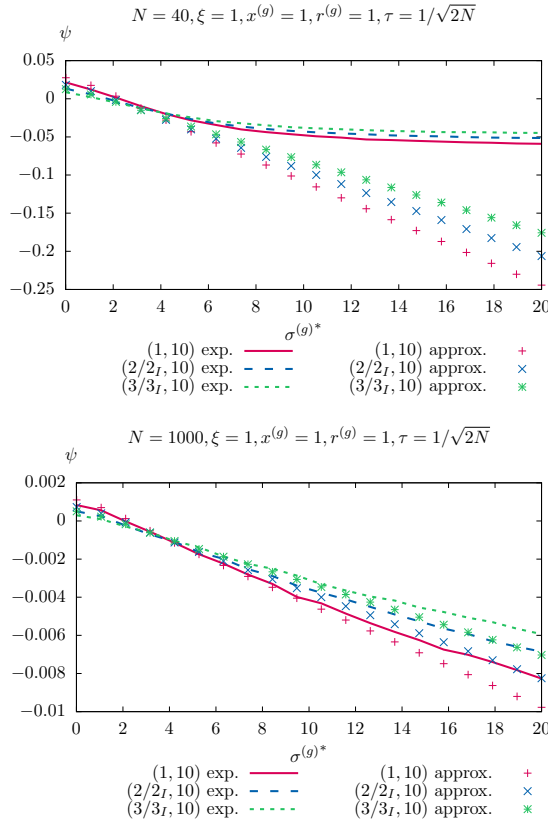 N = 40, ξ = 1, x^(g) = 1, r^(g) = 1, τ = 1/√2N
ψ
0.05
0
−0.05
−0.1
−0.15
−0.2
−0.25
0 2 4 6 8 10 12 14 16 18 20
σ^(g)*
(1, 10) exp. (1, 10) approx.
(2/2_I, 10) exp. (2/2_I, 10) approx.
(3/3_I, 10) exp. (3/3_I, 10) approx.
N = 1000, ξ = 1, x^(g) = 1, r^(g) = 1, τ = 1/√2N
ψ
0.002
0
−0.002
−0.004
−0.006
−0.008
−0.01
0 2 4 6 8 10 12 14 16 18 20
σ^(g)*
(1, 10) exp. (1, 10) approx.
(2/2_I, 10) exp. (2/2_I, 10) approx.
(3/3_I, 10) exp. (3/3_I, 10) approx.